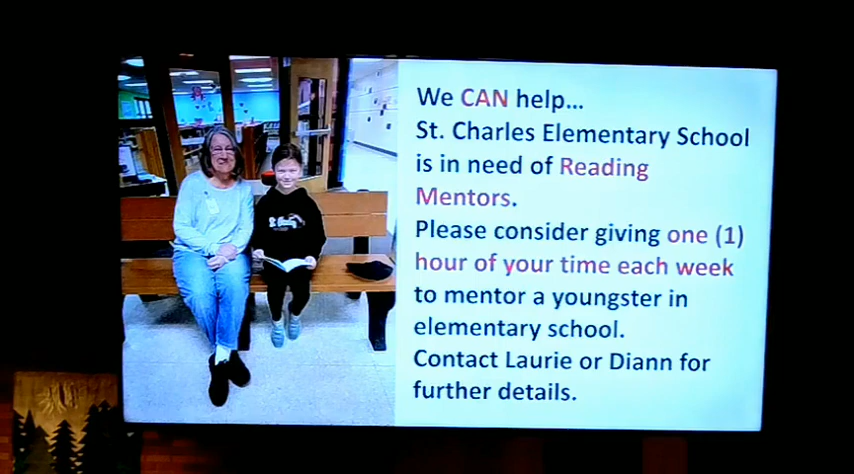 We CAN help...
St. Charles Elementary School
is in need of Reading
Mentors.
Please consider giving one (1)
hour of your time each week
to mentor a youngster in
elementary school.
Contact Laurie or Diann for
further details.